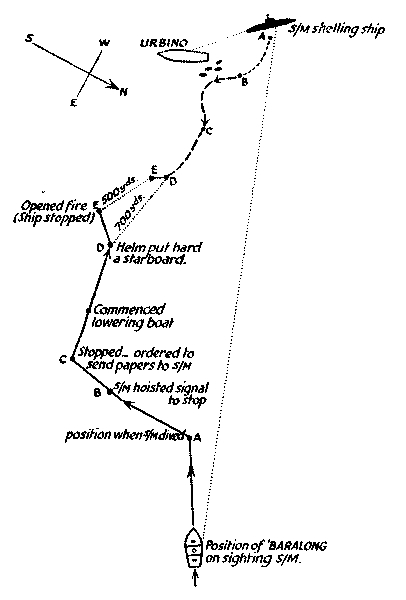 S/M shelling ship
A
URBINO
S
W
E
N
B
C
E
D
500 yds.
700 yds.
Opened fire
(Ship stopped)
E
D
Helm put hard
a starboard.
Commenced
lowering boat
C
Stopped_ ordered to
send papers to S/M
B
S/M hoisted signal
to stop
position when S/M dived
A
Position of 'BARALONG
on sighting S/M.